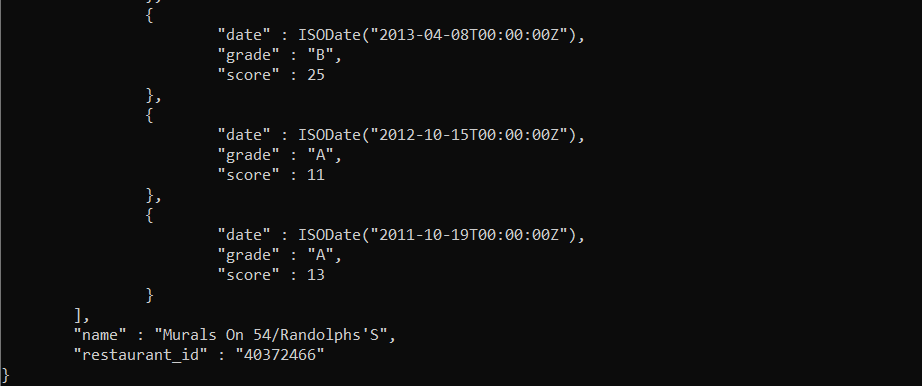 },
{
"date" : ISODate("2013-04-08T00:00:00Z"),
"grade" : "B",
"score" : 25
},
{
"date" : ISODate("2012-10-15T00:00:00Z"),
"grade" : "A",
"score" : 11
},
{
"date" : ISODate("2011-10-19T00:00:00Z"),
"grade" : "A",
"score" : 13
}
],
"name" : "Murals On 54/Randolphs'S",
"restaurant_id" : "40372466"
}